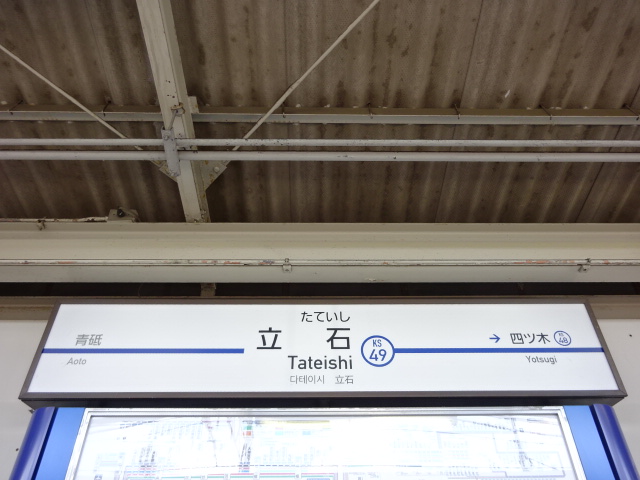 たていし
立石
Tateishi
다테이시 立石
KS
49
青砥
Aoto
→ 四ツ木
KS
48
Yotsugi